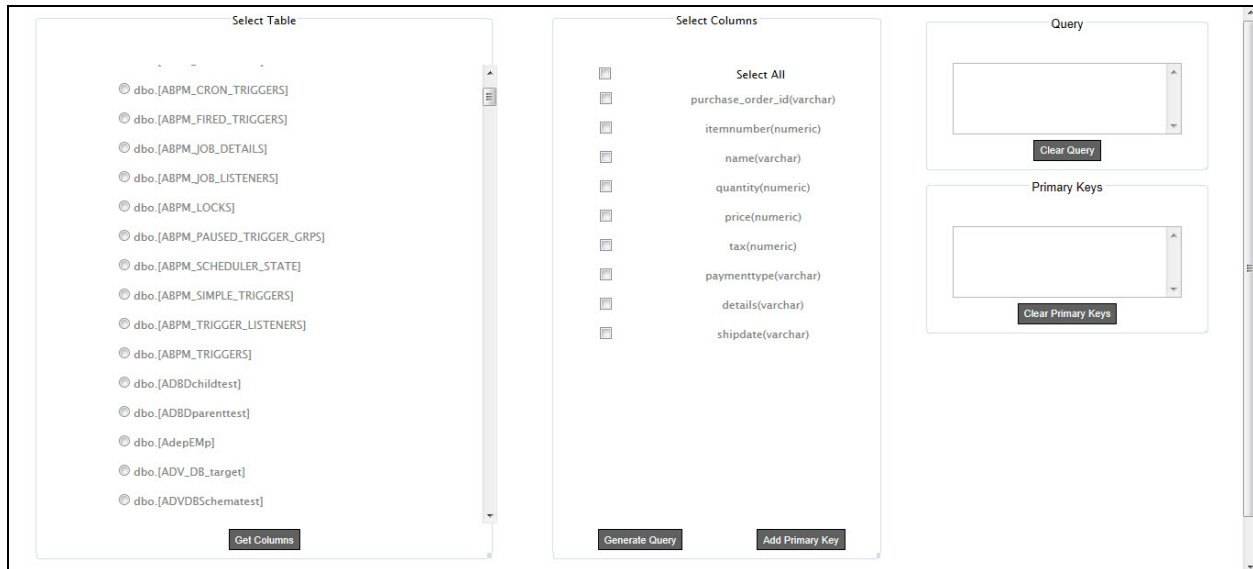 Select Table
dbo.[ABPM_CRON_TRIGGERS]
dbo.[ABPM_FIRED_TRIGGERS]
dbo.[ABPM_JOB_DETAILS]
dbo.[ABPM_JOB_LISTENERS]
dbo.[ABPM_LOCKS]
dbo.[ABPM_PAUSED_TRIGGER_GRPS]
dbo.[ABPM_SCHEDULER_STATE]
dbo.[ABPM_SIMPLE_TRIGGERS]
dbo.[ABPM_TRIGGER_LISTENERS]
dbo.[ABPM_TRIGGERS]
dbo.[ADBDchildtest]
dbo.[ADBDparenttest]
dbo.[AdepEMp]
dbo.[ADV_DB_target]
dbo.[ADVDBSchematest]
Get Columns
Select Columns
Select All
purchase_order_id(varchar)
itemnumber(numeric)
name(varchar)
quantity(numeric)
price(numeric)
tax(numeric)
paymenttype(varchar)
details(varchar)
shipdate(varchar)
Generate Query
Add Primary Key
Query
Clear Query
Primary Keys
Clear Primary Keys